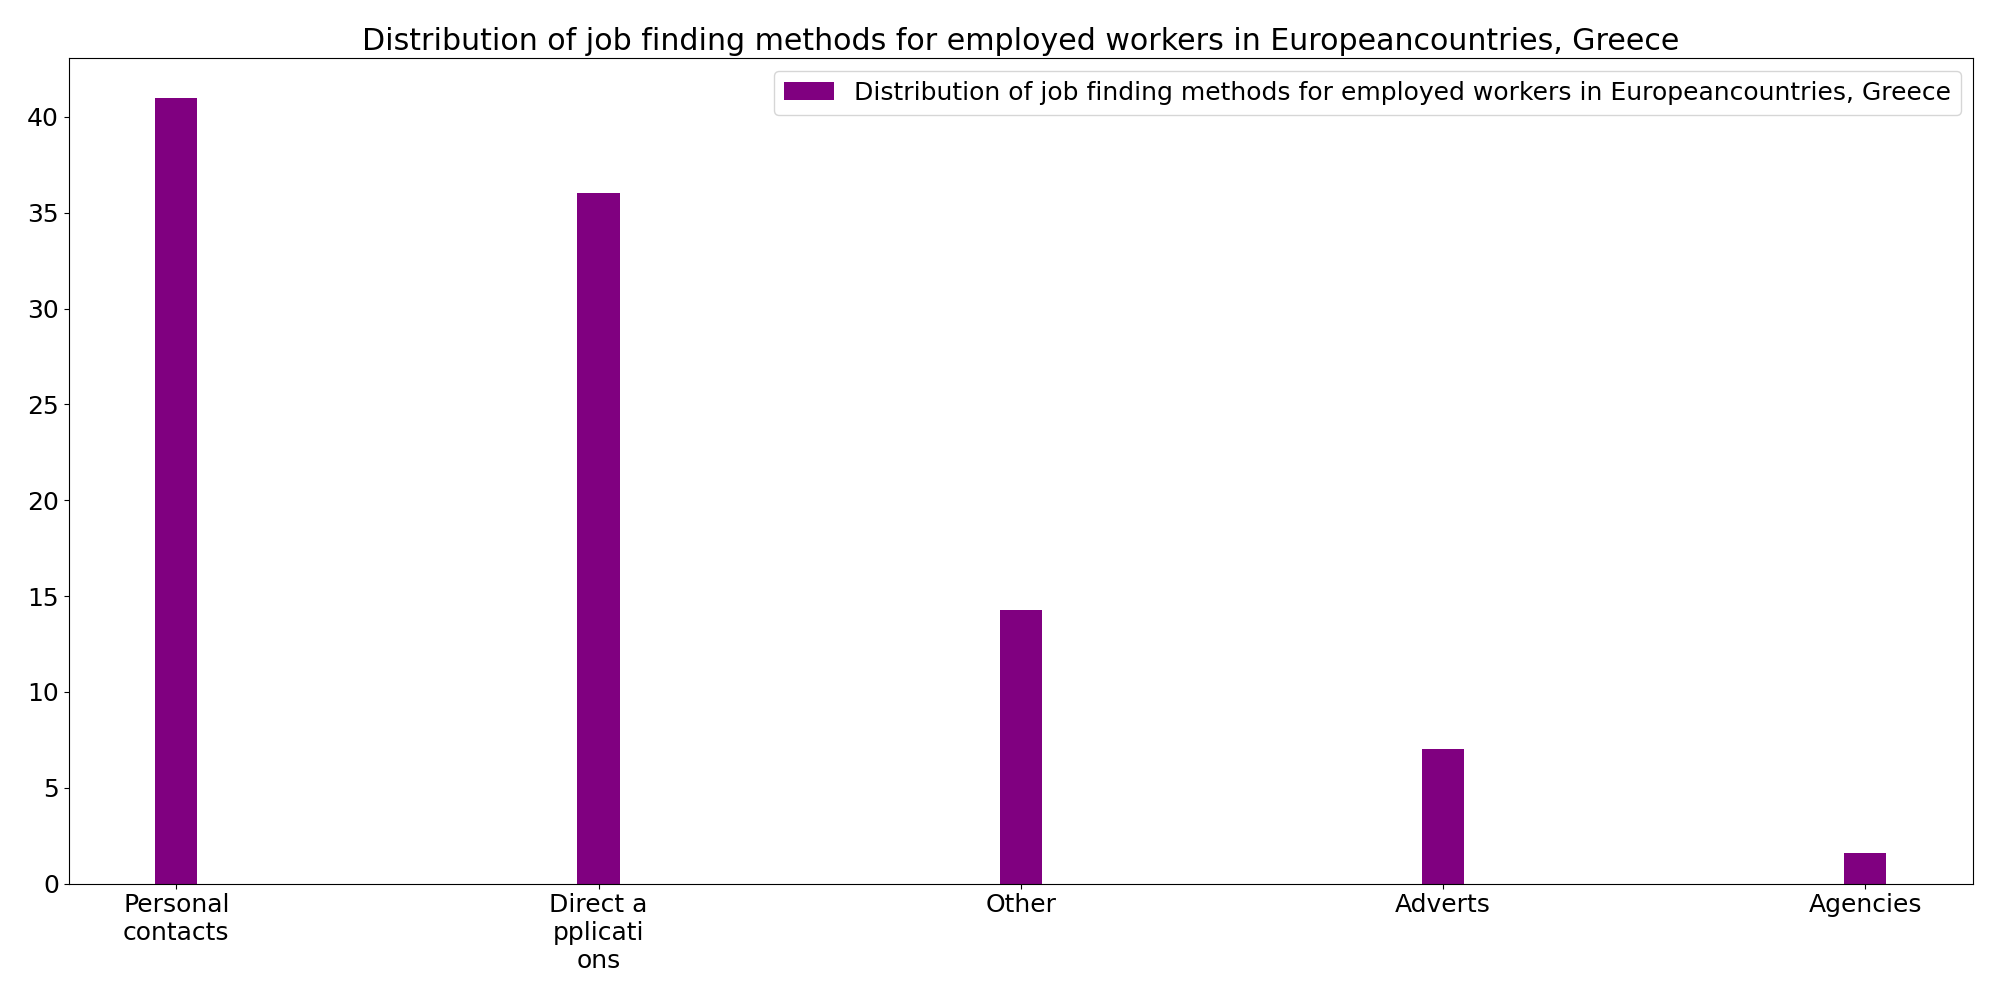 Distribution of job finding methods for employed workers in Europeancountries, Greece
Distribution of job finding methods for employed workers in Europeancountries, Greece
40
35
30
25
20
15
10
5
0
Personal
contacts
Direct a
pplicati
ons
Other
Adverts
Agencies